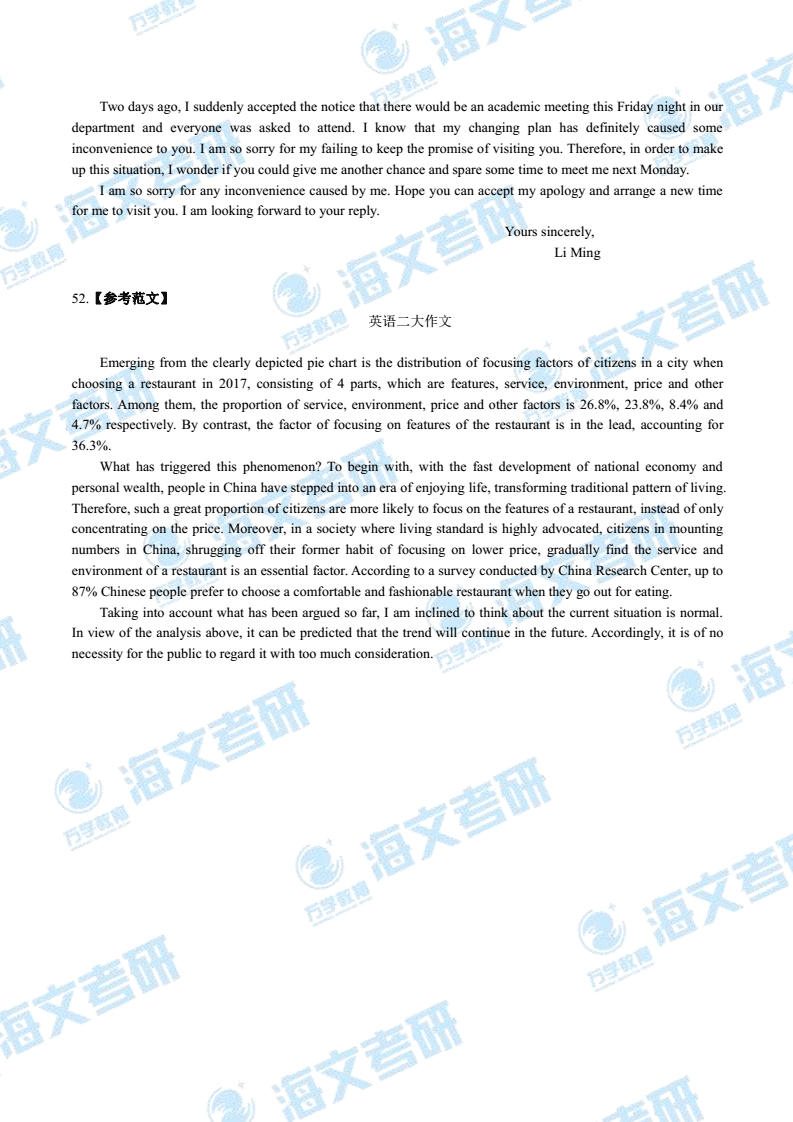 Two days ago, I suddenly accepted the notice that there would be an academic meeting this Friday night in our
department and everyone was asked to attend. I know that my changing plan has definitely caused some
inconvenience to you. I am so sorry for my failing to keep the promise of visiting you. Therefore, in order to make
up this situation, I wonder if you could give me another chance and spare some time to meet me next Monday.
I am so sorry for any inconvenience caused by me. Hope you can accept my apology and arrange a new time
for me to visit you. I am looking forward to your reply.
Yours sincerely,
Li Ming
52.【参考范文】
英语二大作文
Emerging from the clearly depicted pie chart is the distribution of focusing factors of citizens in a city when
choosing a restaurant in 2017, consisting of 4 parts, which are features, service, environment, price and other
factors. Among them, the proportion of service, environment, price and other factors is 26.8%, 23.8%, 8.4% and
4.7% respectively. By contrast, the factor of focusing on features of the restaurant is in the lead, accounting for
36.3%.
What has triggered this phenomenon? To begin with, with the fast development of national economy and
personal wealth, people in China have stepped into an era of enjoying life, transforming traditional pattern of living.
Therefore, such a great proportion of citizens are more likely to focus on the features of a restaurant, instead of only
concentrating on the price. Moreover, in a society where living standard is highly advocated, citizens in mounting
numbers in China, shrugging off their former habit of focusing on lower price, gradually find the service and
environment of a restaurant is an essential factor. According to a survey conducted by China Research Center, up to
87% Chinese people prefer to choose a comfortable and fashionable restaurant when they go out for eating.
Taking into account what has been argued so far, I am inclined to think about the current situation is normal.
In view of the analysis above, it can be predicted that the trend will continue in the future. Accordingly, it is of no
necessity for the public to regard it with too much consideration.
万学教育 海文考研